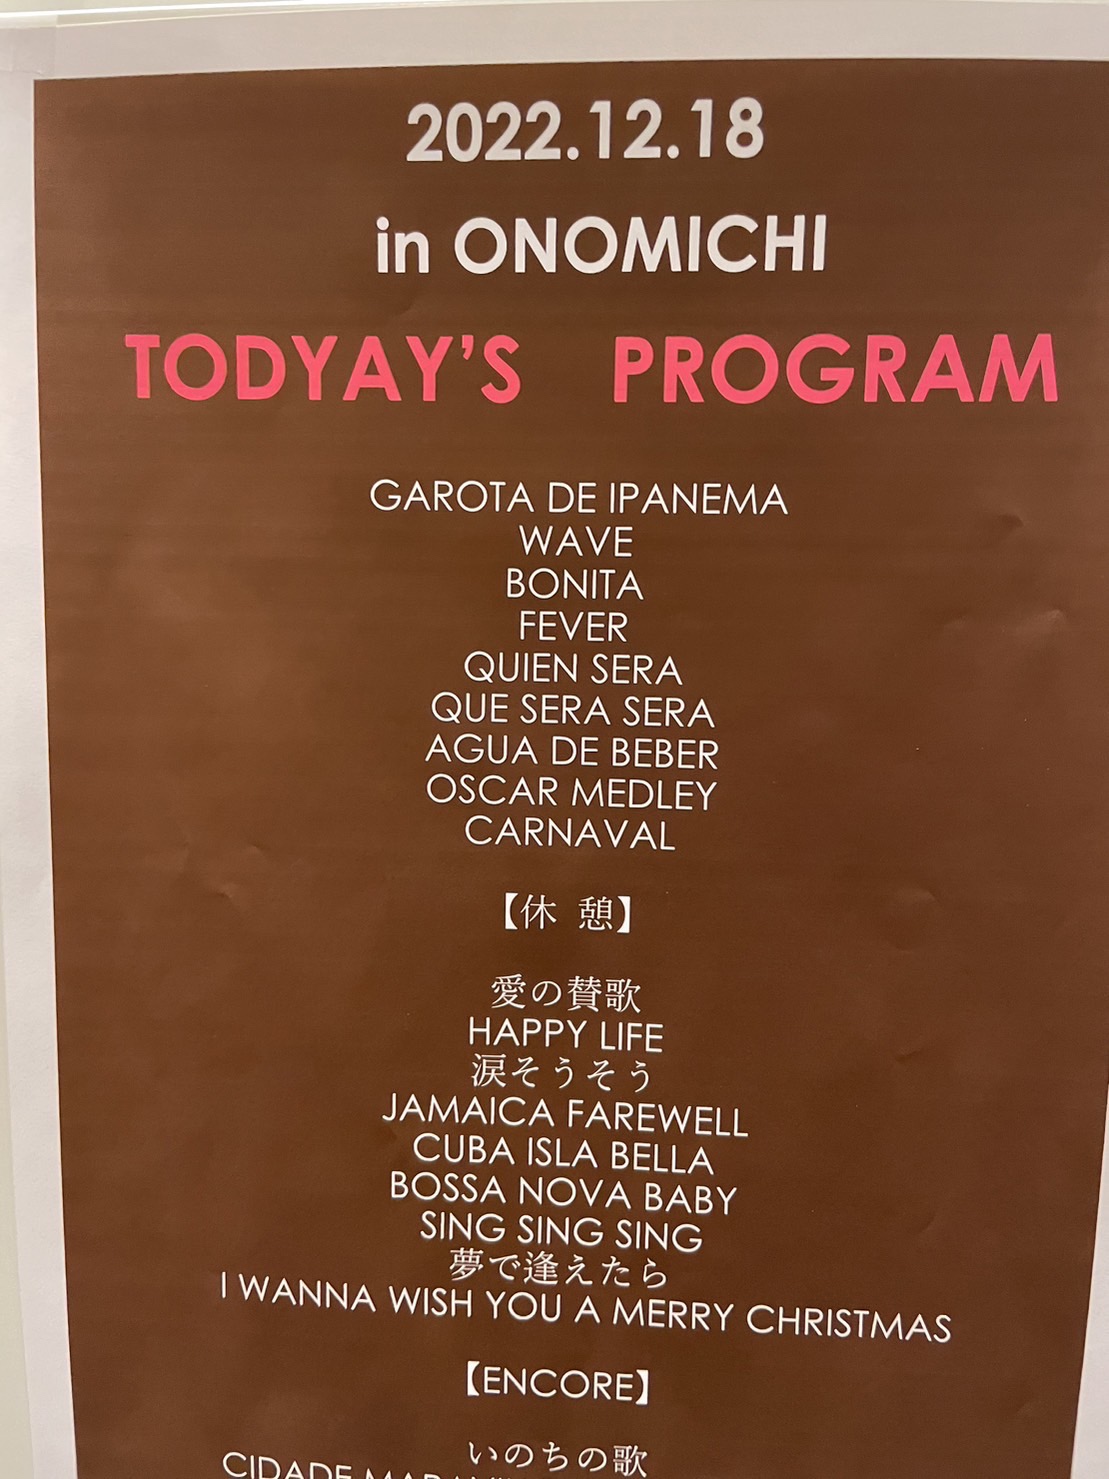 2022.12.18
in ONOMICHI
TODYAY'S PROGRAM
GAROTA DE IPANEMA
WAVE
BONITA
FEVER
QUIEN SERA
QUE SERA SERA
AGUA DE BEBER
OSCAR MEDLEY
CARNAVAL
【休 憩】
愛の賛歌
HAPPY LIFE
涙そうそう
JAMAICA FAREWELL
CUBA ISLA BELLA
BOSSA NOVA BABY
SING SING SING
夢で逢えたら
I WANNA WISH YOU A MERRY CHRISTMAS
【ENCORE】
いのちの歌
CIDADE